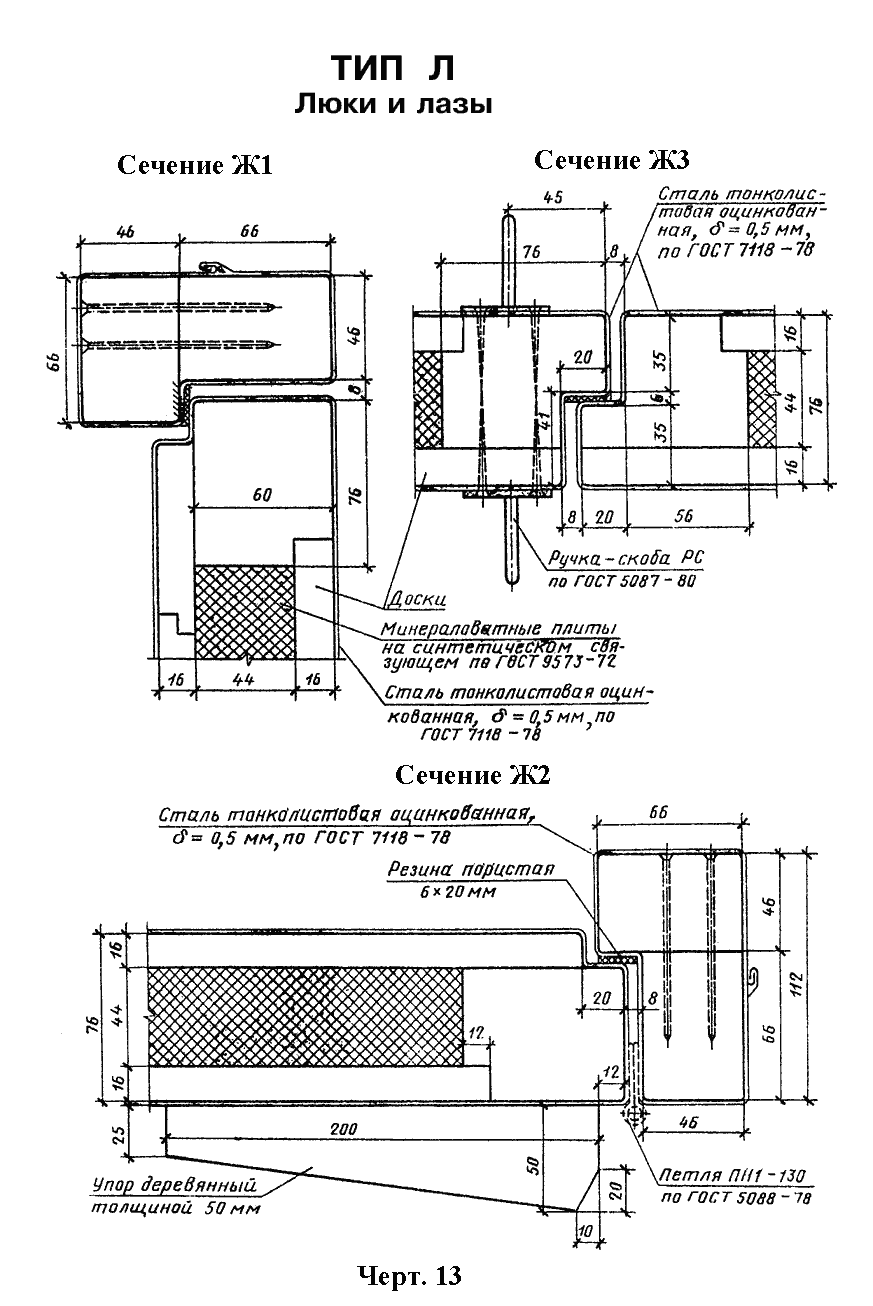 ТИП Л
Люки и лазы
Сечение Ж1
46
66
66
46
8
76
60
16
44
16
Сечение Ж3
45
76
8
Сталь тонколис-
товая оцинкован-
ная, δ = 0,5 мм,
по ГОСТ 7118-78
20
35
6
35
41
16
44
76
16
8
20
56
Ручка-скоба РС
по ГОСТ 5087-80
Доски
Минераловатные плиты
на синтетическом свя-
зующем по ГОСТ 9573-72
Сталь тонколистовая оцин-
кованная, δ = 0,5 мм, по
ГОСТ 7118-78
Сечение Ж2
Сталь тонколистовая оцинкованная,
δ = 0,5 мм, по ГОСТ 7118-78
Резина пористая
6×20 мм
66
46
112
66
46
16
76
44
16
20
8
12
12
25
200
50
20
10
Упор деревянный
толщиной 50 мм
Петля ПН1-130
по ГОСТ 5088-78
Черт. 13